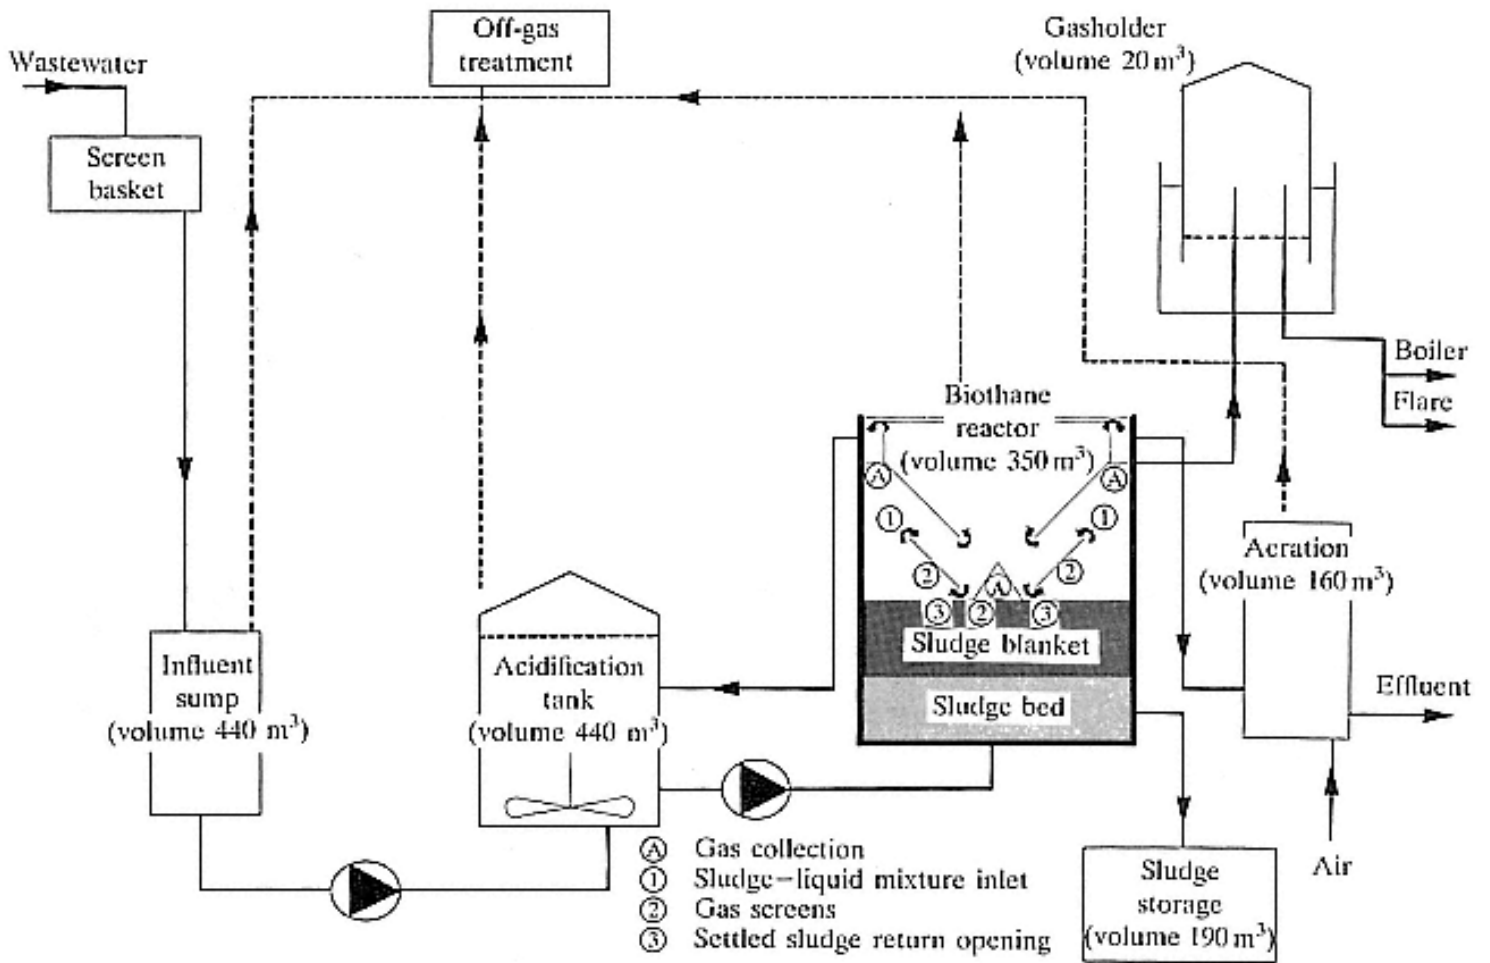 Wastewater
Off-gas
treatment
Gasholder
(volume 20 m³)
Screen
basket
Boiler
Flare
Biothane
reactor
(volume 350 m³)
A
A
1
1
2
A
2
3
2
3
Sludge blanket
Sludge bed
Aeration
(volume 160 m³)
Effluent
Air
Influent
sump
(volume 440 m³)
Acidification
tank
(volume 440 m³)
A Gas collection
1 Sludge–liquid mixture inlet
2 Gas screens
3 Settled sludge return opening
Sludge
storage
(volume 190 m³)